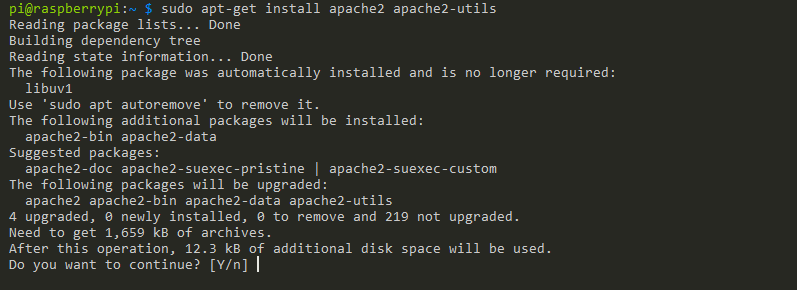 pi@raspberrypi:~ $ sudo apt-get install apache2 apache2-utils
Reading package lists... Done
Building dependency tree
Reading state information... Done
The following package was automatically installed and is no longer required:
  libuv1
Use 'sudo apt autoremove' to remove it.
The following additional packages will be installed:
  apache2-bin apache2-data
Suggested packages:
  apache2-doc apache2-suexec-pristine | apache2-suexec-custom
The following packages will be upgraded:
  apache2 apache2-bin apache2-data apache2-utils
4 upgraded, 0 newly installed, 0 to remove and 219 not upgraded.
Need to get 1,659 kB of archives.
After this operation, 12.3 kB of additional disk space will be used.
Do you want to continue? [Y/n]